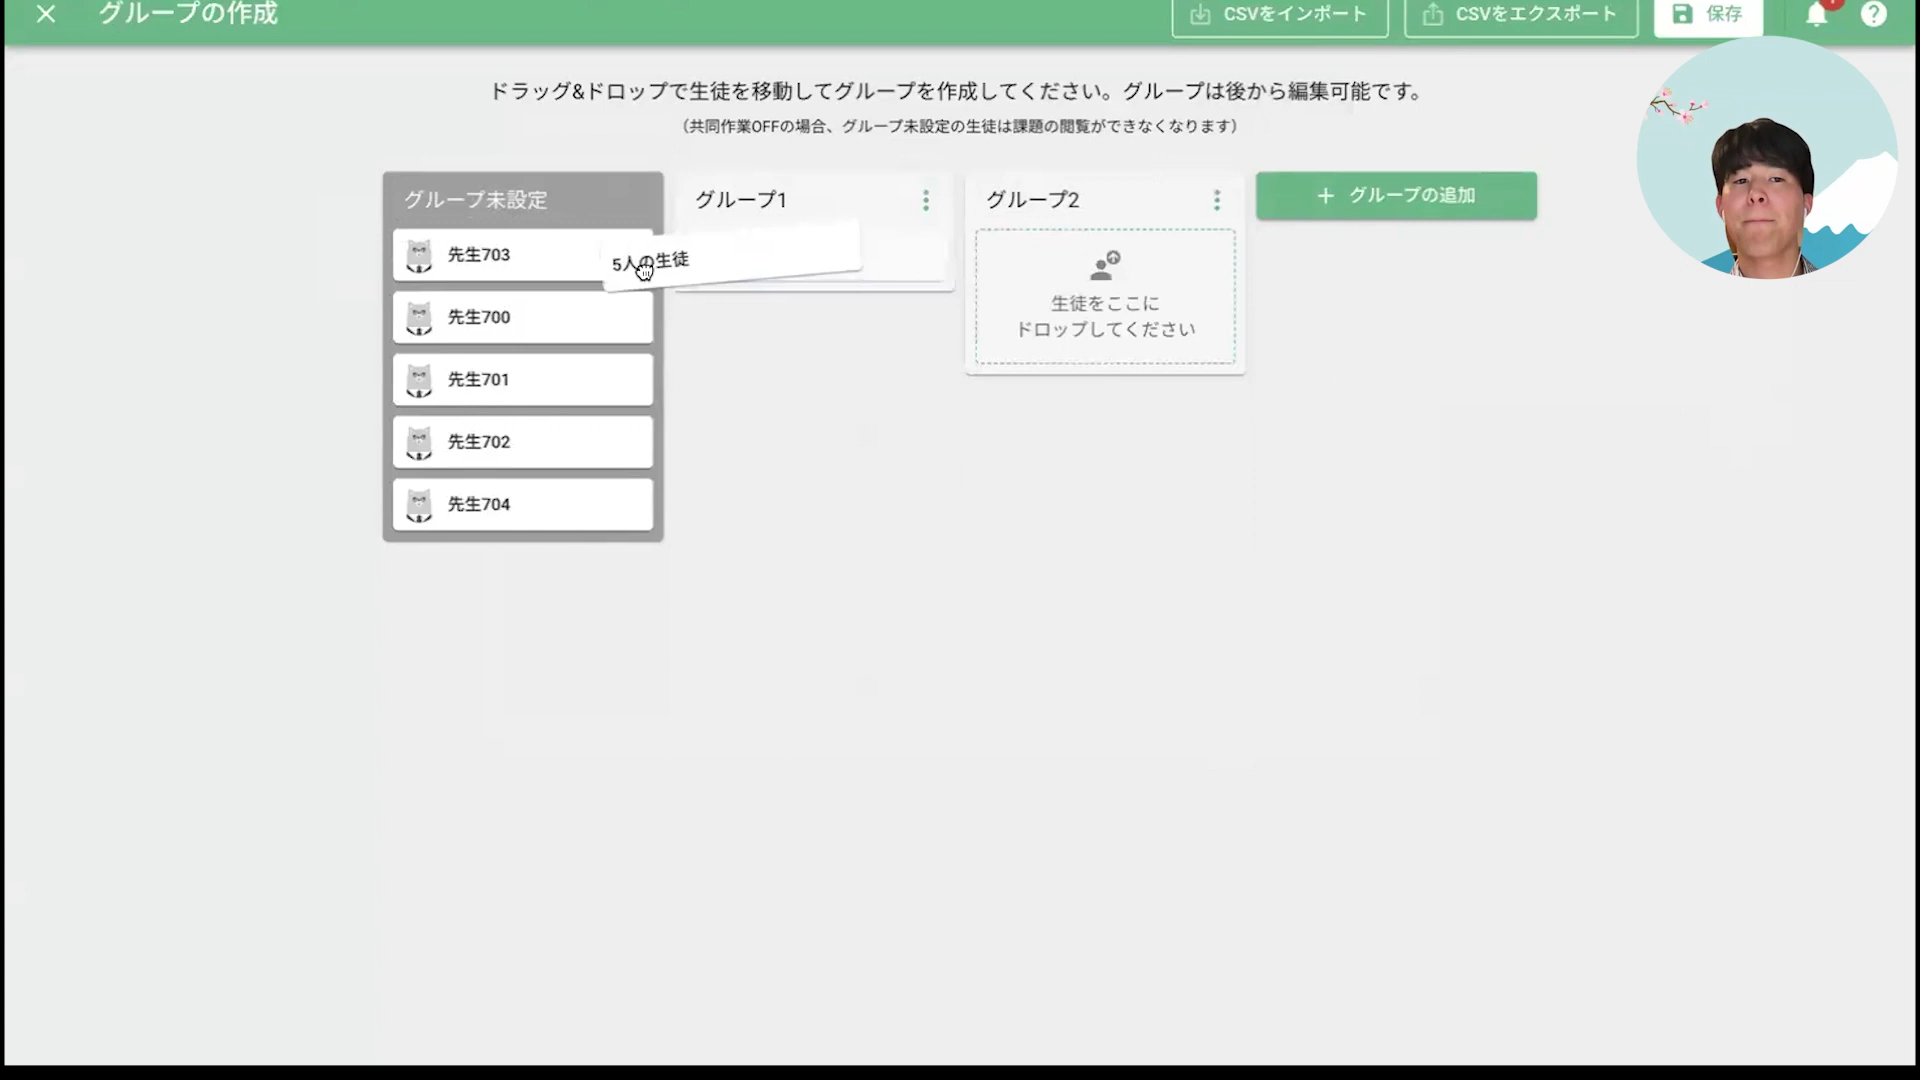 グループの作成
CSVをインポート
CSVをエクスポート
保存
ドラッグ&ドロップで生徒を移動してグループを作成してください。グループは後から編集可能です。
（共同作業OFFの場合、グループ未設定の生徒は課題の閲覧ができなくなります）
グループ未設定
グループ1
グループ2
+ グループの追加
先生703
5人の生徒
先生700
先生701
先生702
先生704
生徒をここに
ドロップしてください